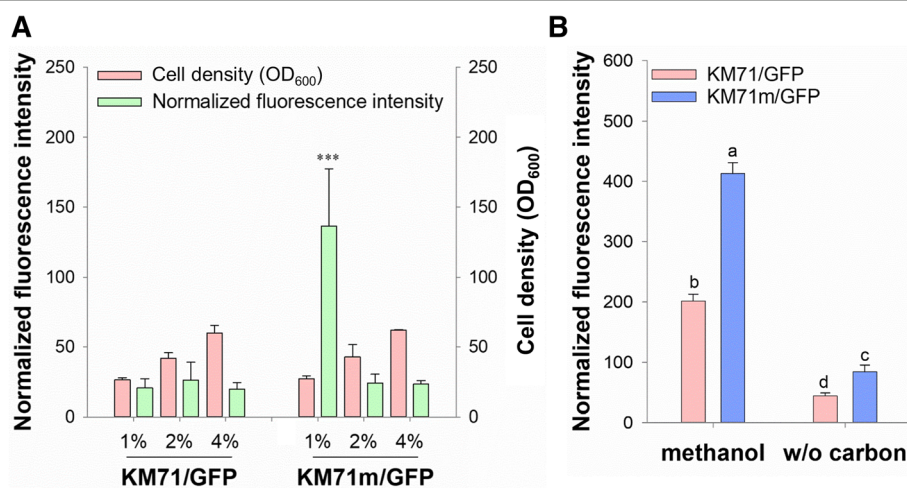 A
Normalized fluorescence intensity
250
200
150
100
50
0
Cell density (OD600)
Normalized fluorescence intensity
***
250
200
150
100
50
0
Cell density (OD600)
1% 2% 4% 1% 2% 4%
KM71/GFP KM71m/GFP
B
Normalized fluorescence intensity
600
500
400
300
200
100
0
KM71/GFP
KM71m/GFP
a
b
c
d
methanol w/o carbon